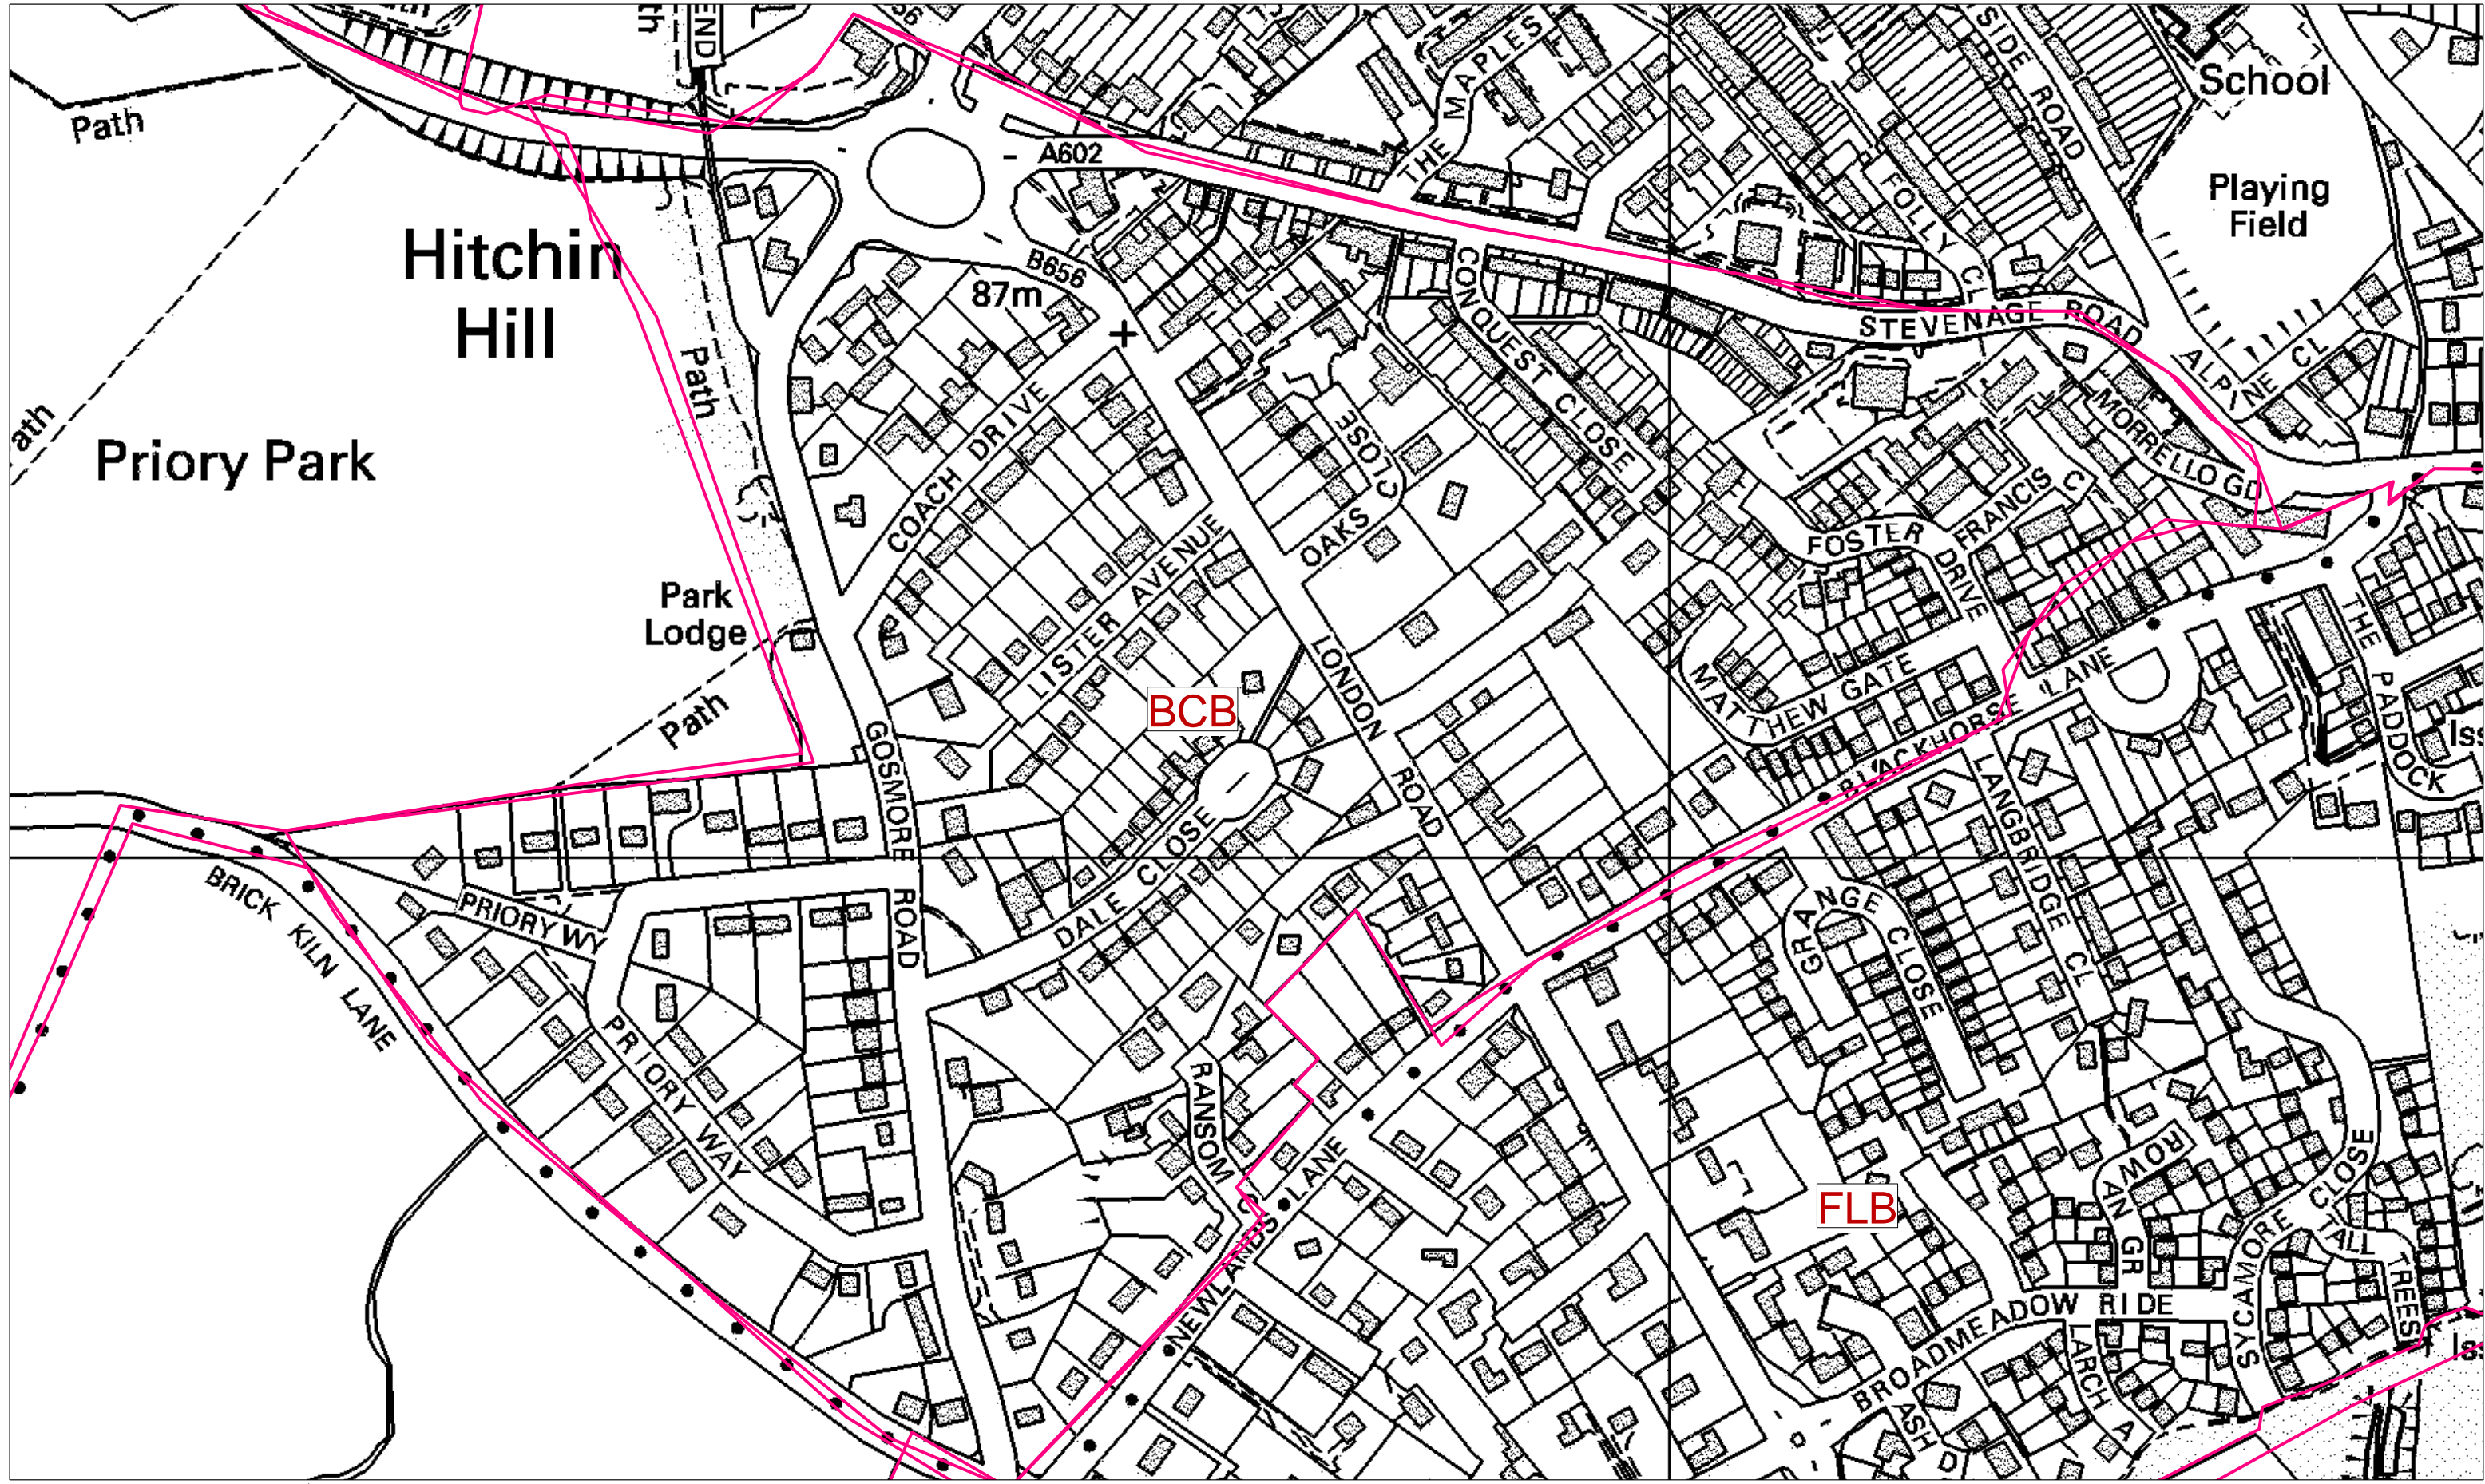 END
School
Path
A602
THE MAPLES
SIDE ROAD
Playing
Field
FOLLY CL
Hitchin
Hill
B656
87m
CONQUEST CLOSE
STEVENAGE ROAD
ALPINE CL
Path
MORRELLO GD
Priory Park
COACH DRIVE
OAKS CLOSE
FRANCIS C
FOSTER DRIVE
LISTER AVENUE
Park
Lodge
LONDON ROAD
MATTHEW GATE
THE PADDOCK
Path
BCB
BLACKHORSE LANE
GOSMORE ROAD
LANGBRIDGE CL
DALE CLOSE
GRANGE CLOSE
BRICK KILN LANE
PRIORY WY
PRIORY WAY
RANSOM C
NEWLANDS LANE
ROWAN GR
FLB
SYCAMORE CLOSE
TALL TREES
BROADMEADOW RIDE
LARCH A
ASH D